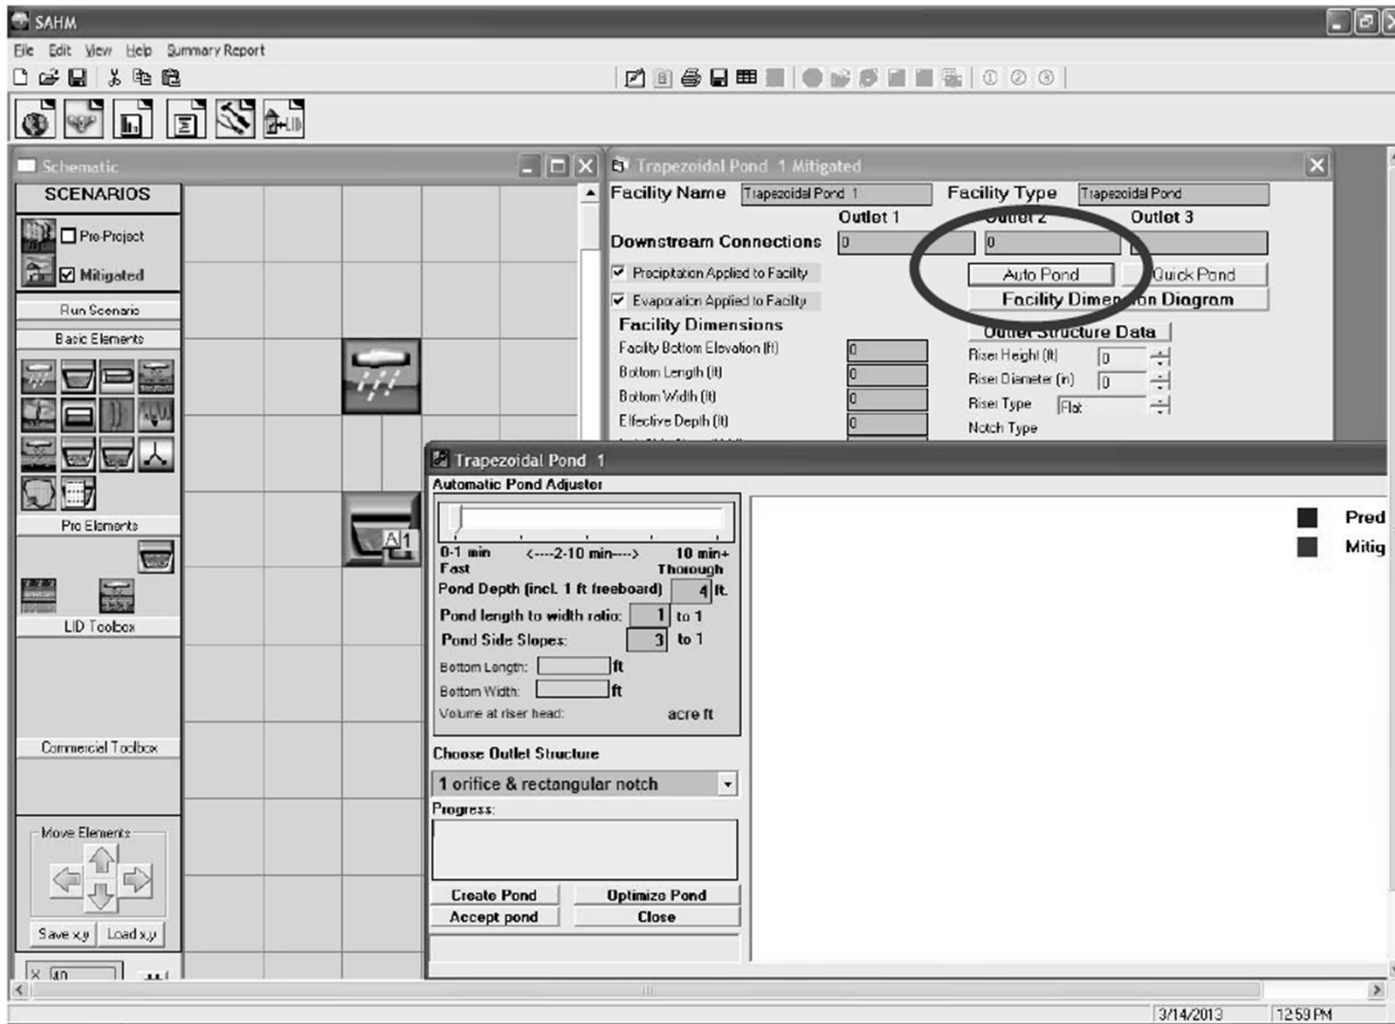 SAHM
File Edit View Help Summary Report
Schematic
SCENARIOS
Pre-Project
Mitigated
Run Scenario
Basic Elements
Pro Elements
LID Toolbox
Commercial Toolbox
Move Elements
Save x,y Load x,y
X 40
A 1
Trapezoidal Pond 1 Mitigated
Facility Name Trapezoidal Pond 1 Facility Type Trapezoidal Pond
Outlet 1 Outlet 2 Outlet 3
Downstream Connections 0 0
Precipitation Applied to Facility Auto Pond Quick Pond
Evaporation Applied to Facility Facility Dimension Diagram
Facility Dimensions Outlet Structure Data
Facility Bottom Elevation (ft) 0 Riser Height (ft) 0
Bottom Length (ft) 0 Riser Diameter (in) 0
Bottom Width (ft) 0 Riser Type Flat
Effective Depth (ft) 0 Notch Type
Trapezoidal Pond 1
Automatic Pond Adjuster
0-1 min <----2-10 min----> 10 min+
Fast Thorough
Pond Depth (incl. 1 ft freeboard) 4 ft.
Pond length to width ratio: 1 to 1
Pond Side Slopes: 3 to 1
Bottom Length: ft
Bottom Width: ft
Volume at riser head: acre ft
Choose Outlet Structure
1 orifice & rectangular notch
Progress:
Create Pond Optimize Pond
Accept pond Close
Pred
Mitig
3/14/2013 12:59 PM